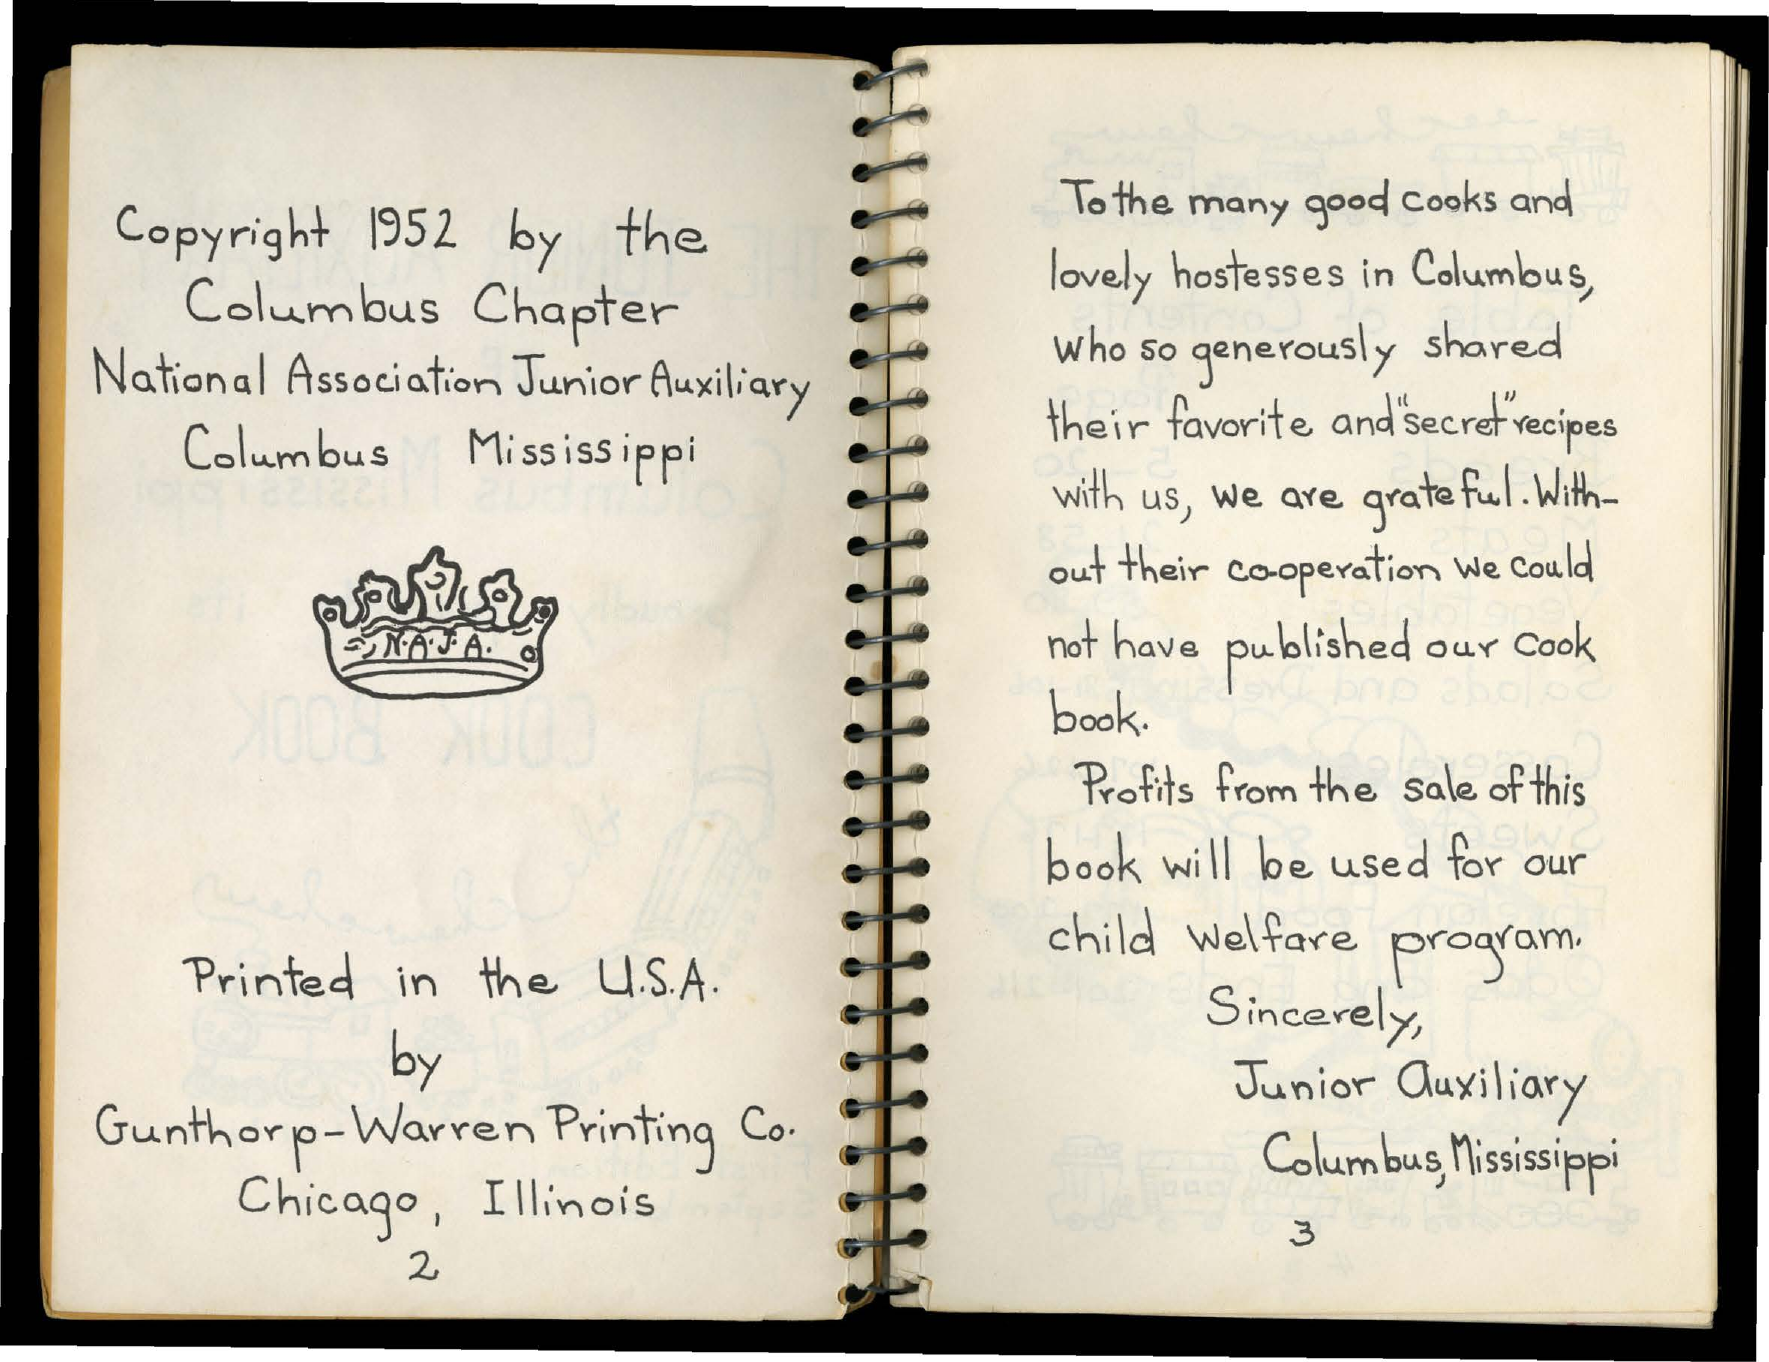 Copyright 1952 by the
Columbus Chapter
National Association Junior Auxiliary
Columbus Mississippi
N.A.J.A.
Printed in the U.S.A.
by
Gunthorp-Warren Printing Co.
Chicago, Illinois
2
To the many good cooks and
lovely hostesses in Columbus,
who so generously shared
their favorite and "secret" recipes
with us, we are grateful. With-
out their co-operation we could
not have published our cook
book.
Profits from the sale of this
book will be used for our
child welfare program.
Sincerely,
Junior Auxiliary
Columbus, Mississippi
3